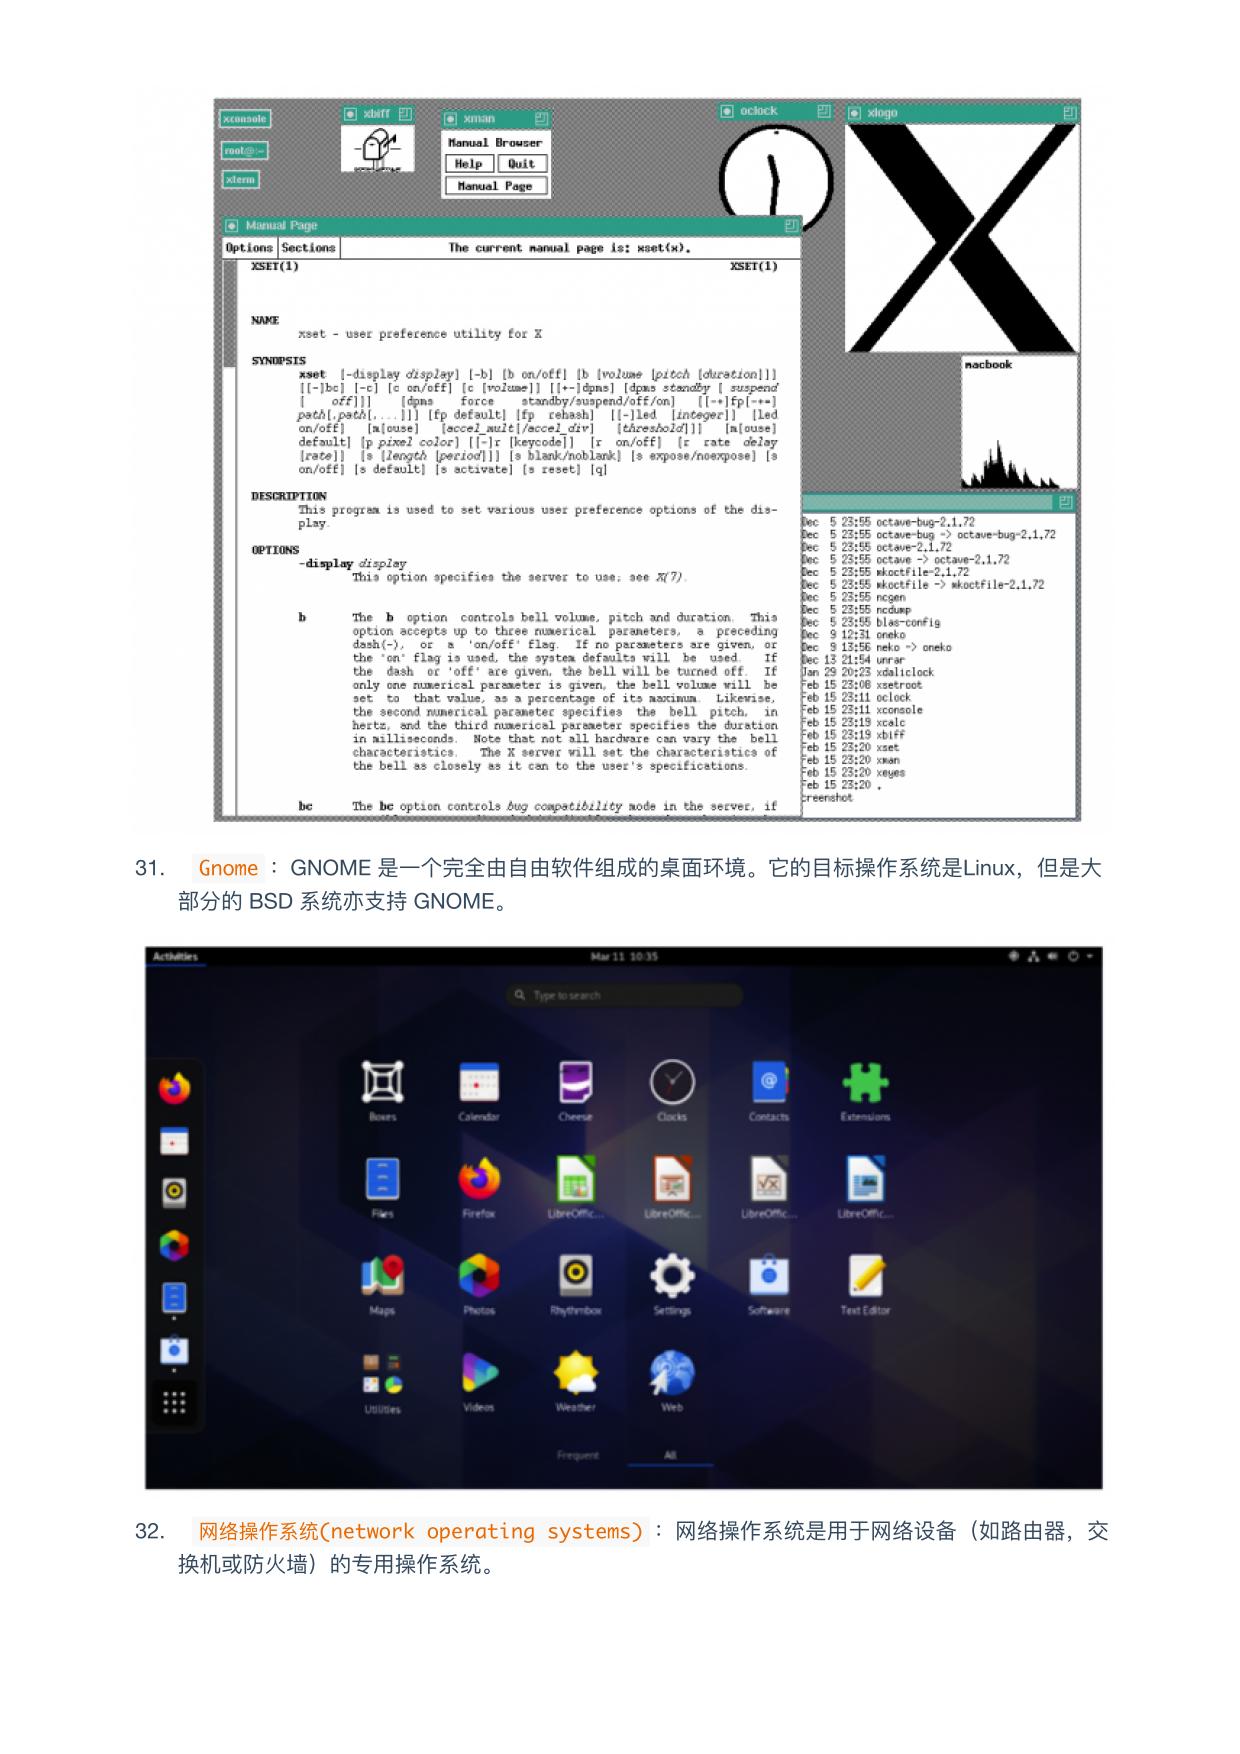 xconsole
root@:~
xterm
xbiff
xman
Manual Browser
Help Quit
Manual Page
oclock
xlogo
macbook
Manual Page
Options Sections The current manual page is: xset(x).
XSET(1) XSET(1)
NAME
xset - user preference utility for X
SYNOPSIS
xset [-display display] [-b] [b on/off] [b [volume [pitch [duration]]]
[[-]bc] [-c] [c on/off] [c [volume]] [[+-]dpms] [dpms standby [ suspend
[ off]]] [dpms force standby/suspend/off/on] [[-+]fp[-+=]
path[,path[,...]]] [fp default] [fp rehash] [[-]led [integer]] [led
on/off] [m[ouse] [accel_mult[/accel_div] [threshold]]] [m[ouse]
default] [p pixel color] [[-]r [keycode]] [r on/off] [r rate delay
[rate]] [s [length [period]]] [s blank/noblank] [s expose/noexpose] [s
on/off] [s default] [s activate] [s reset] [q]
DESCRIPTION
This program is used to set various user preference options of the dis-
play.
OPTIONS
-display display
This option specifies the server to use; see X(7).
b The b option controls bell volume, pitch and duration. This
option accepts up to three numerical parameters, a preceding
dash(-), or a 'on/off' flag. If no parameters are given, or
the 'on' flag is used, the system defaults will be used. If
the dash or 'off' are given, the bell will be turned off. If
only one numerical parameter is given, the bell volume will be
set to that value, as a percentage of its maximum. Likewise,
the second numerical parameter specifies the bell pitch, in
hertz, and the third numerical parameter specifies the duration
in milliseconds. Note that not all hardware can vary the bell
characteristics. The X server will set the characteristics of
the bell as closely as it can to the user's specifications.
bc The bc option controls bug compatibility mode in the server, if
Dec 5 23:55 octave-bug-2.1.72
Dec 5 23:55 octave-bug -> octave-bug-2.1.72
Dec 5 23:55 octave-2.1.72
Dec 5 23:55 octave -> octave-2.1.72
Dec 5 23:55 mkoctfile-2.1.72
Dec 5 23:55 mkoctfile -> mkoctfile-2.1.72
Dec 5 23:55 ncgen
Dec 5 23:55 ncdump
Dec 5 23:55 blas-config
Dec 9 12:31 oneko
Dec 9 13:56 neko -> oneko
Dec 13 21:54 unrar
Jan 29 20:23 xdaliclock
Feb 15 23:08 xsetroot
Feb 15 23:11 oclock
Feb 15 23:11 xconsole
Feb 15 23:19 xcalc
Feb 15 23:19 xbiff
Feb 15 23:20 xset
Feb 15 23:20 xman
Feb 15 23:20 xeyes
Feb 15 23:20 .
creenshot
31. Gnome : GNOME 是一个完全由自由软件组成的桌面环境。它的目标操作系统是Linux，但是大
部分的 BSD 系统亦支持 GNOME。
Activities Mar 11 10:35
Type to search
Boxes Calendar Cheese Clocks Contacts Extensions
Files Firefox LibreOffic... LibreOffic... LibreOffic... LibreOffic...
Maps Photos Rhythmbox Settings Software Text Editor
Utilities Videos Weather Web
Frequent All
32. 网络操作系统(network operating systems) : 网络操作系统是用于网络设备（如路由器，交
换机或防火墙）的专用操作系统。